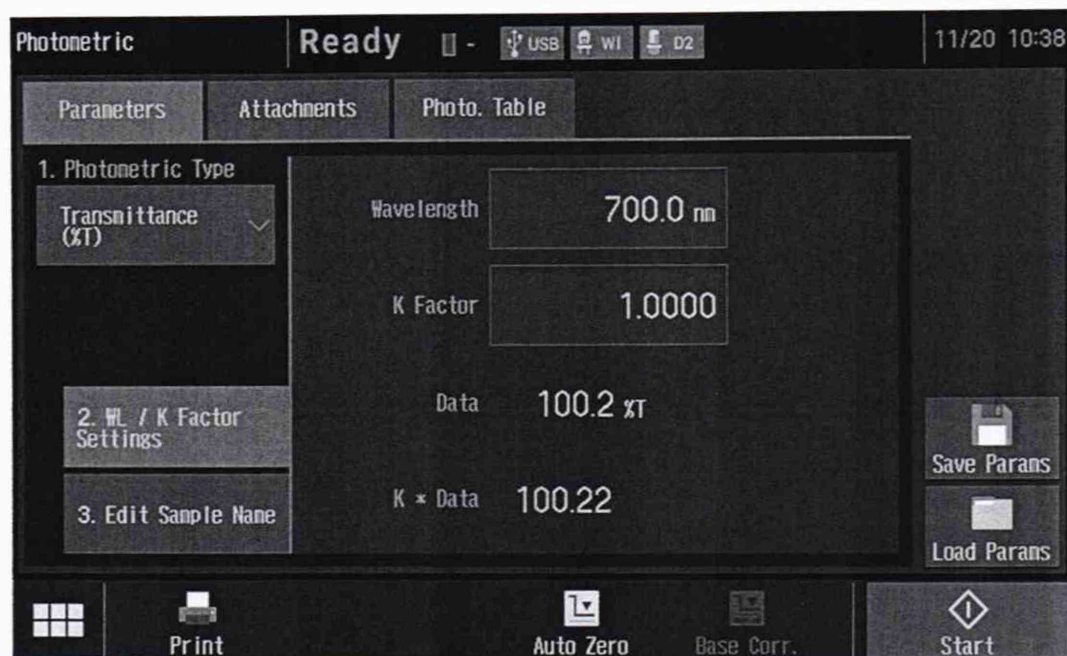 Photometric
Ready
-
USB
WI
D2
11/20 10:38
Parameters
Attachments
Photo. Table
1. Photometric Type
Transmittance
(%T)
2. WL / K Factor
Settings
3. Edit Sample Name
Wavelength
700.0 nm
K Factor
1.0000
Data
100.2 %T
K * Data
100.22
Save Params
Load Params
Print
Auto Zero
Base Corr.
Start